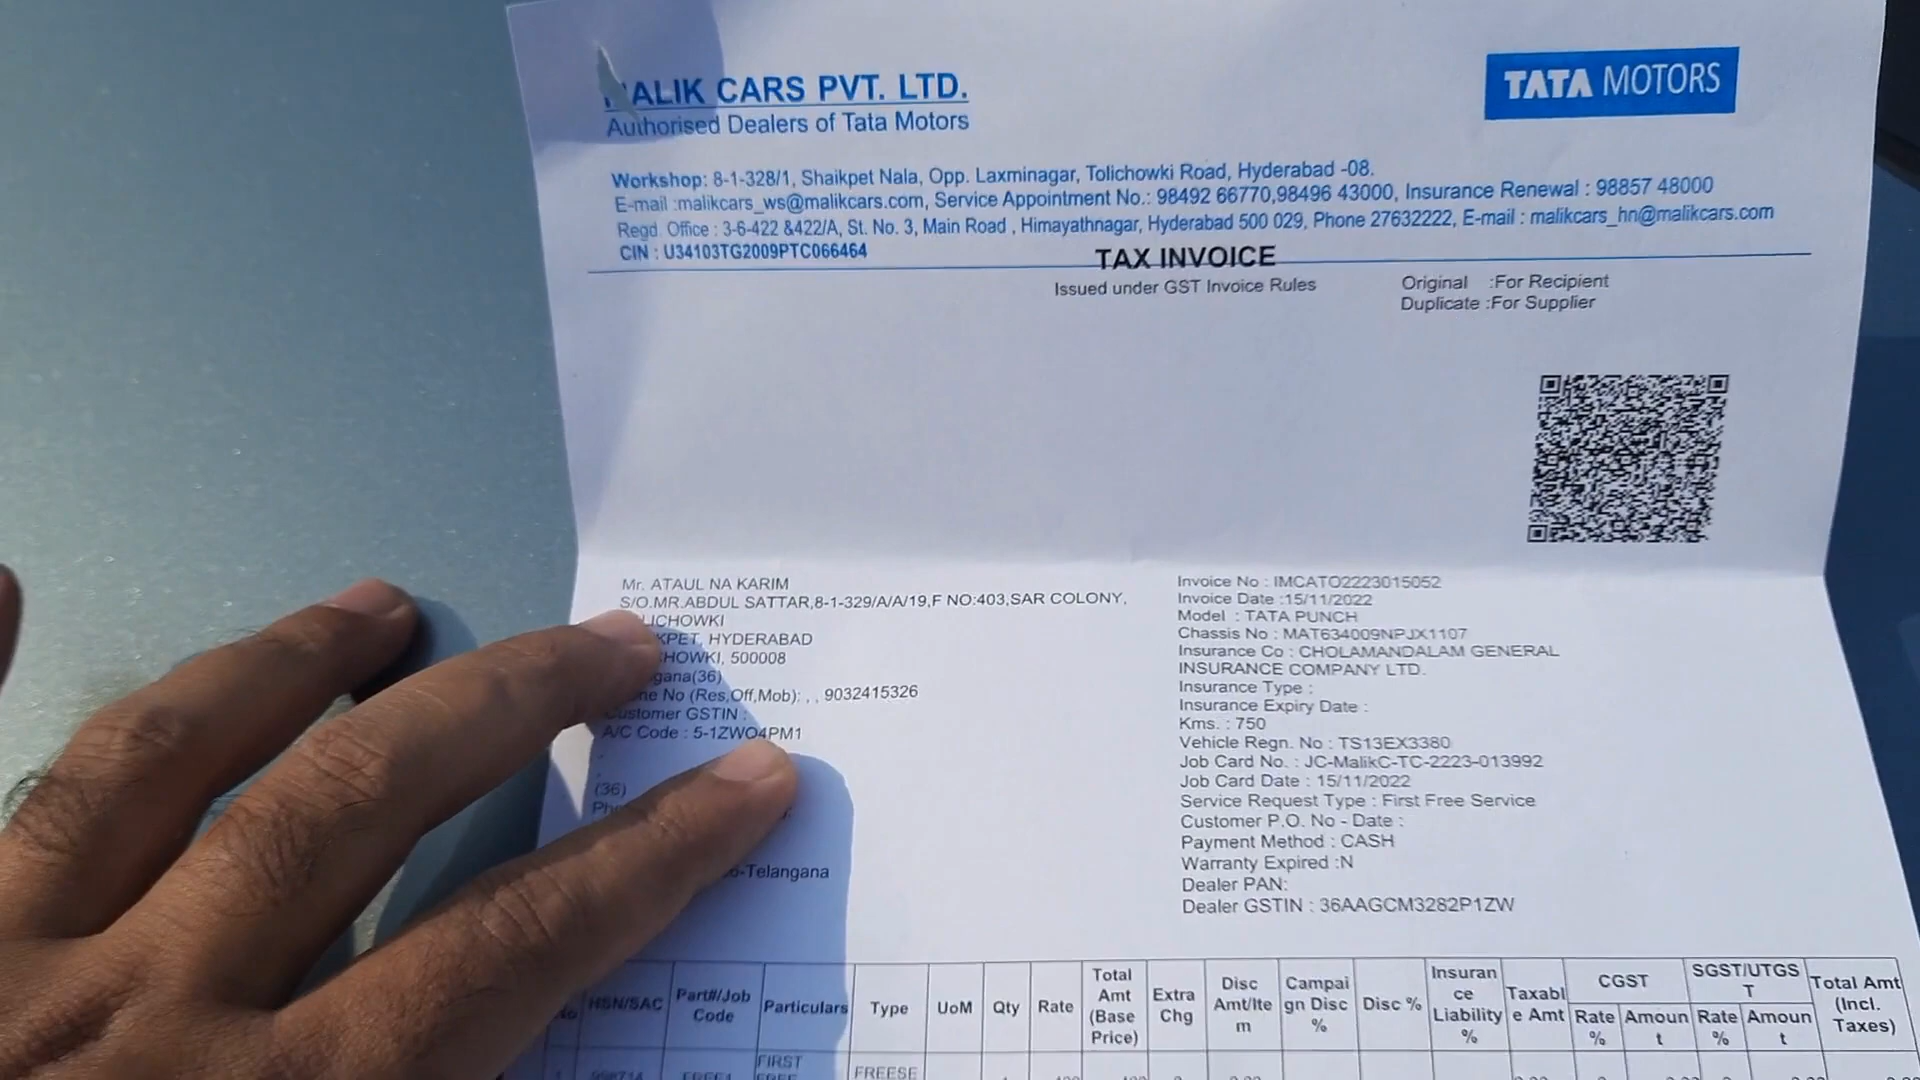 MALIK CARS PVT. LTD.
Authorised Dealers of Tata Motors
TATA MOTORS
Workshop: 8-1-328/1, Shaikpet Nala, Opp. Laxminagar, Tolichowki Road, Hyderabad -08.
E-mail :malikcars_ws@malikcars.com, Service Appointment No.: 98492 66770,98496 43000, Insurance Renewal : 98857 48000
Regd. Office : 3-6-422 &422/A, St. No. 3, Main Road , Himayathnagar, Hyderabad 500 029, Phone 27632222, E-mail : malikcars_hn@malikcars.com
CIN : U34103TG2009PTC066464
TAX INVOICE
Issued under GST Invoice Rules
Original :For Recipient
Duplicate :For Supplier
Mr. ATAUL NA KARIM
S/O.MR.ABDUL SATTAR,8-1-329/A/A/19,F NO:403,SAR COLONY,
LICHOWKI
KPET, HYDERABAD
HOWKI, 500008
gana(36)
ne No (Res,Off,Mob): , , 9032415326
Customer GSTIN :
A/C Code : 5-1ZWO4PM1
(36)
-Telangana
Invoice No : IMCATO2223015052
Invoice Date :15/11/2022
Model : TATA PUNCH
Chassis No : MAT634009NPJX1107
Insurance Co : CHOLAMANDALAM GENERAL
INSURANCE COMPANY LTD.
Insurance Type :
Insurance Expiry Date :
Kms. : 750
Vehicle Regn. No : TS13EX3380
Job Card No. : JC-MalikC-TC-2223-013992
Job Card Date : 15/11/2022
Service Request Type : First Free Service
Customer P.O. No - Date :
Payment Method : CASH
Warranty Expired :N
Dealer PAN:
Dealer GSTIN : 36AAGCM3282P1ZW
No HSN/SAC Part#/Job Code Particulars Type UoM Qty Rate Total Amt (Base Price) Extra Chg Disc Amt/Item Campaign Disc % Disc % Insurance Liability % Taxable Amt CGST Rate % Amount SGST/UTGST Rate % Amount Total Amt (Incl. Taxes)
FIRST
FREESE